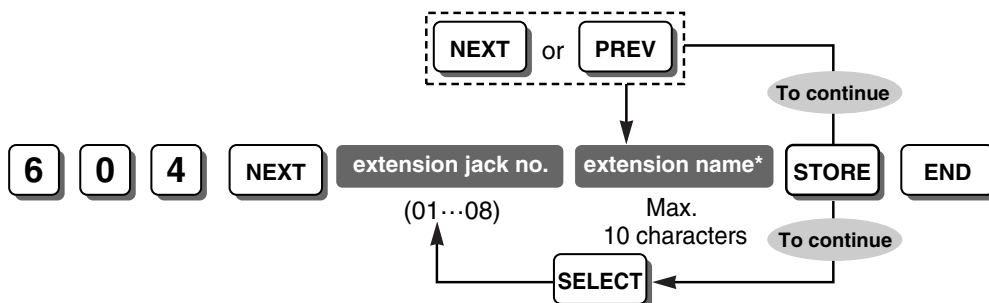 NEXT or PREV
To continue
6 0 4 NEXT extension jack no. extension name* STORE END
(01···08) Max.
10 characters
To continue
SELECT